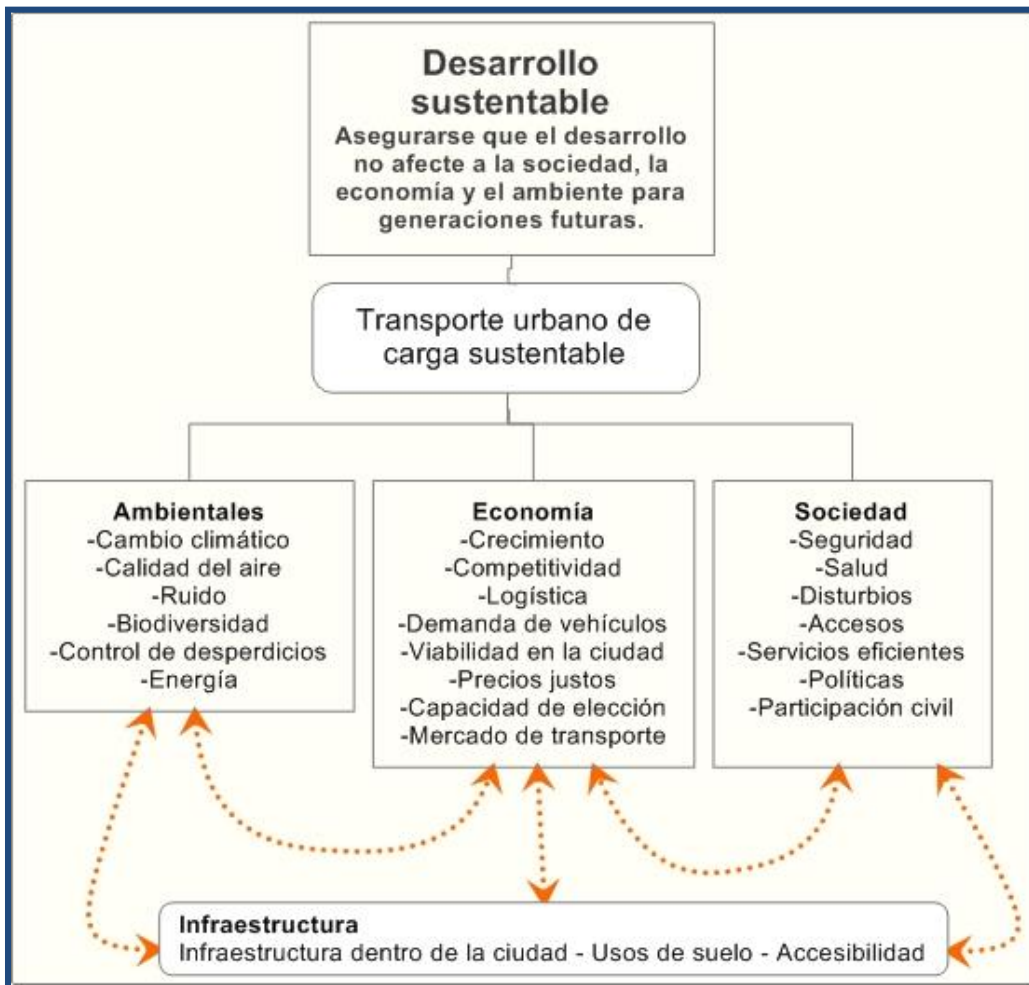 Desarrollo
sustentable
Asegurarse que el desarrollo
no afecte a la sociedad, la
economía y el ambiente para
generaciones futuras.
Transporte urbano de
carga sustentable
Ambientales
-Cambio climático
-Calidad del aire
-Ruido
-Biodiversidad
-Control de desperdicios
-Energía
Economía
-Crecimiento
-Competitividad
-Logística
-Demanda de vehículos
-Viabilidad en la ciudad
-Precios justos
-Capacidad de elección
-Mercado de transporte
Sociedad
-Seguridad
-Salud
-Disturbios
-Accesos
-Servicios eficientes
-Políticas
-Participación civil
Infraestructura
Infraestructura dentro de la ciudad - Usos de suelo - Accesibilidad